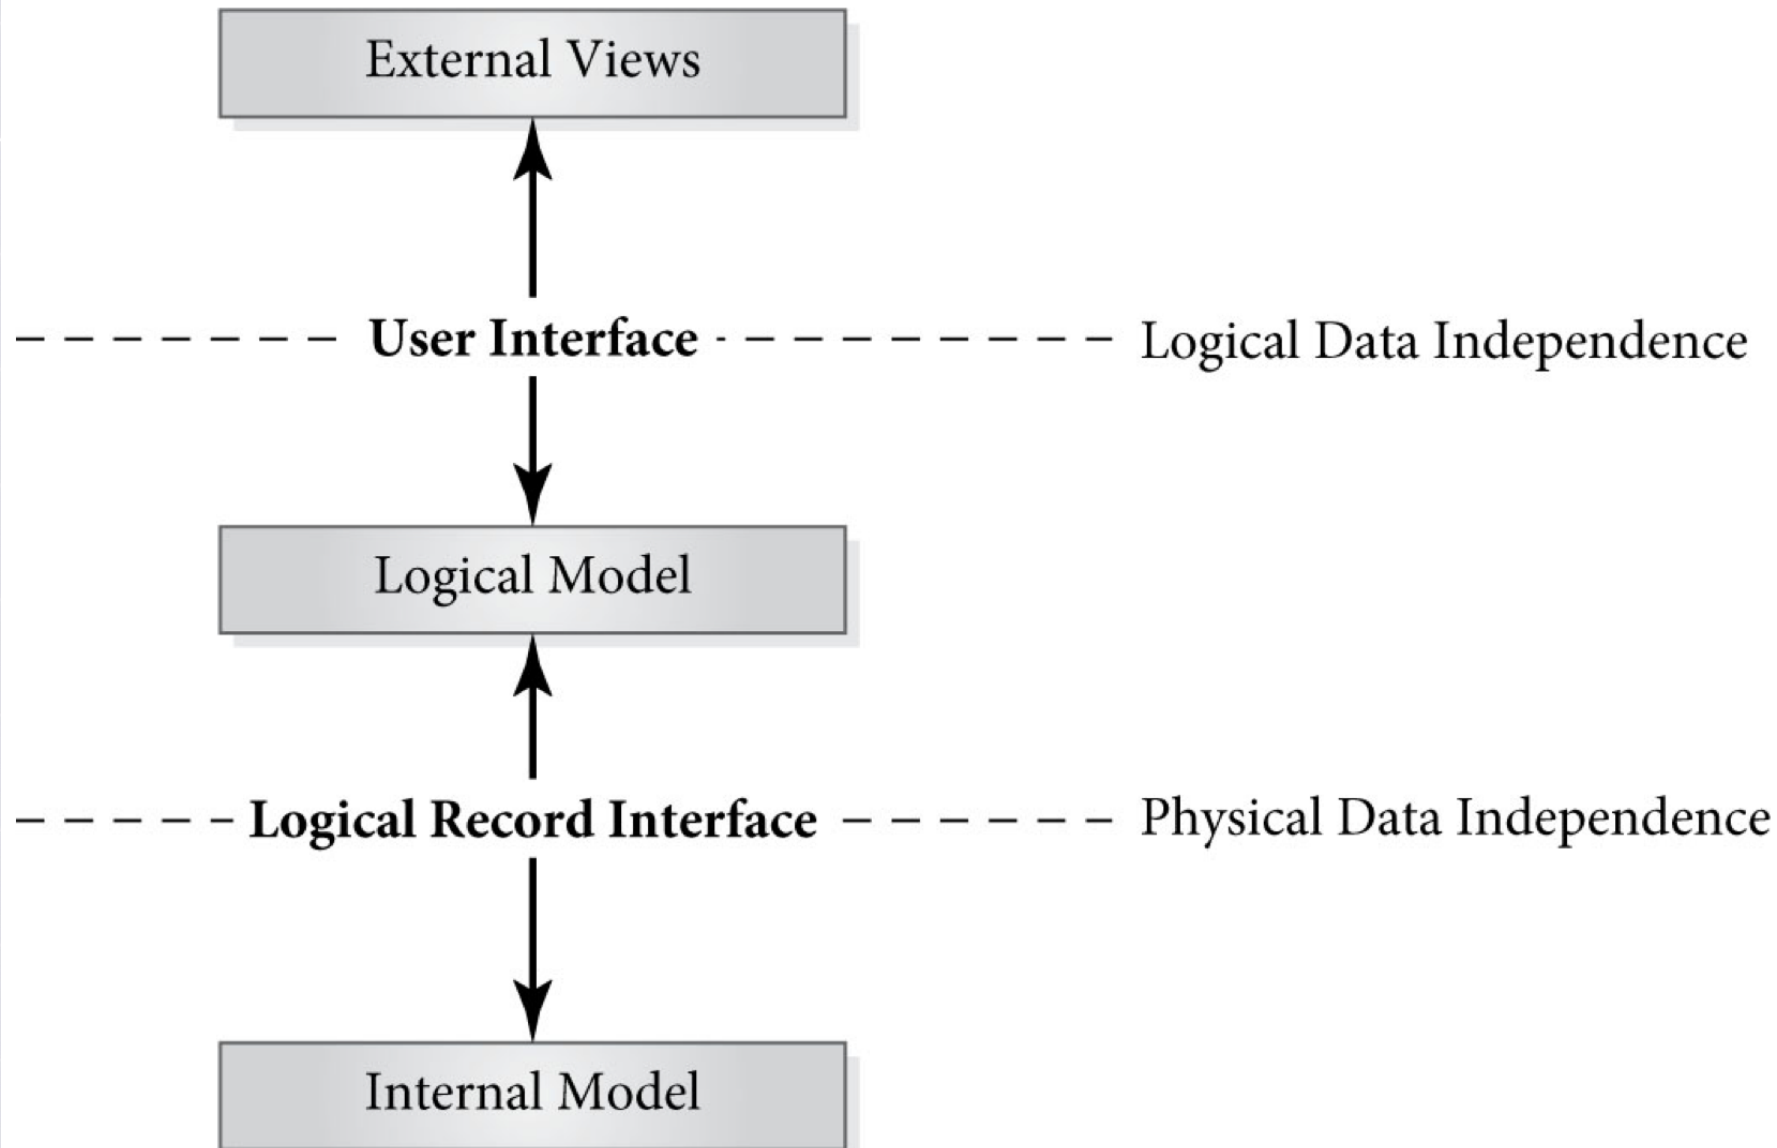 External Views
User Interface
Logical Data Independence
Logical Model
Logical Record Interface
Physical Data Independence
Internal Model